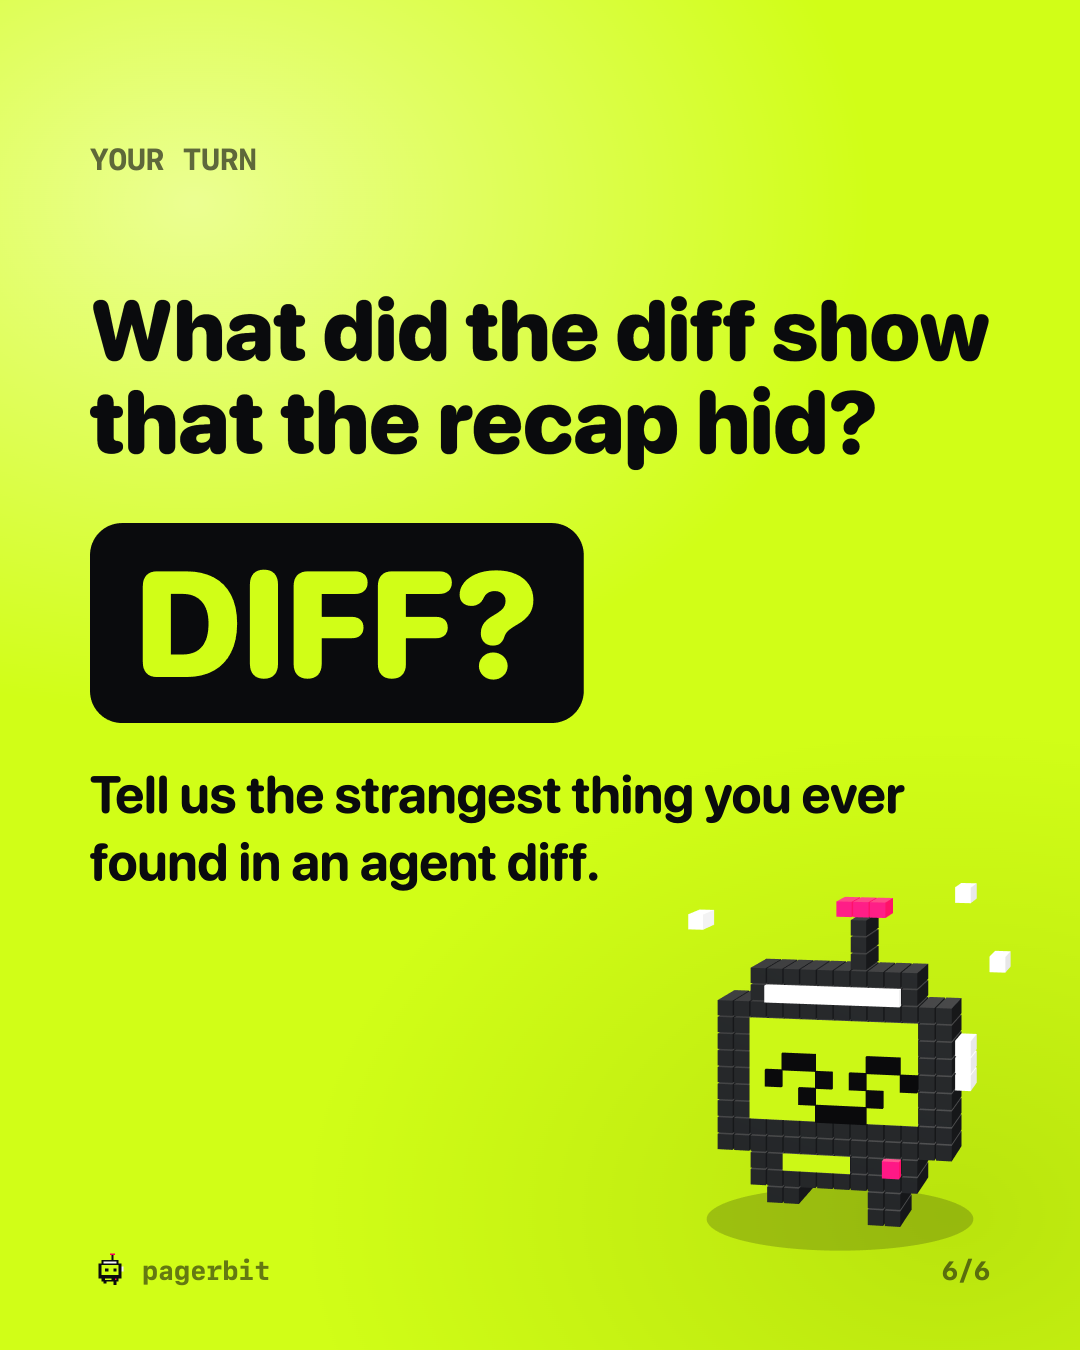 YOUR TURN
What did the diff show
that the recap hid?
DIFF?
Tell us the strangest thing you ever
found in an agent diff.
pagerbit
6/6